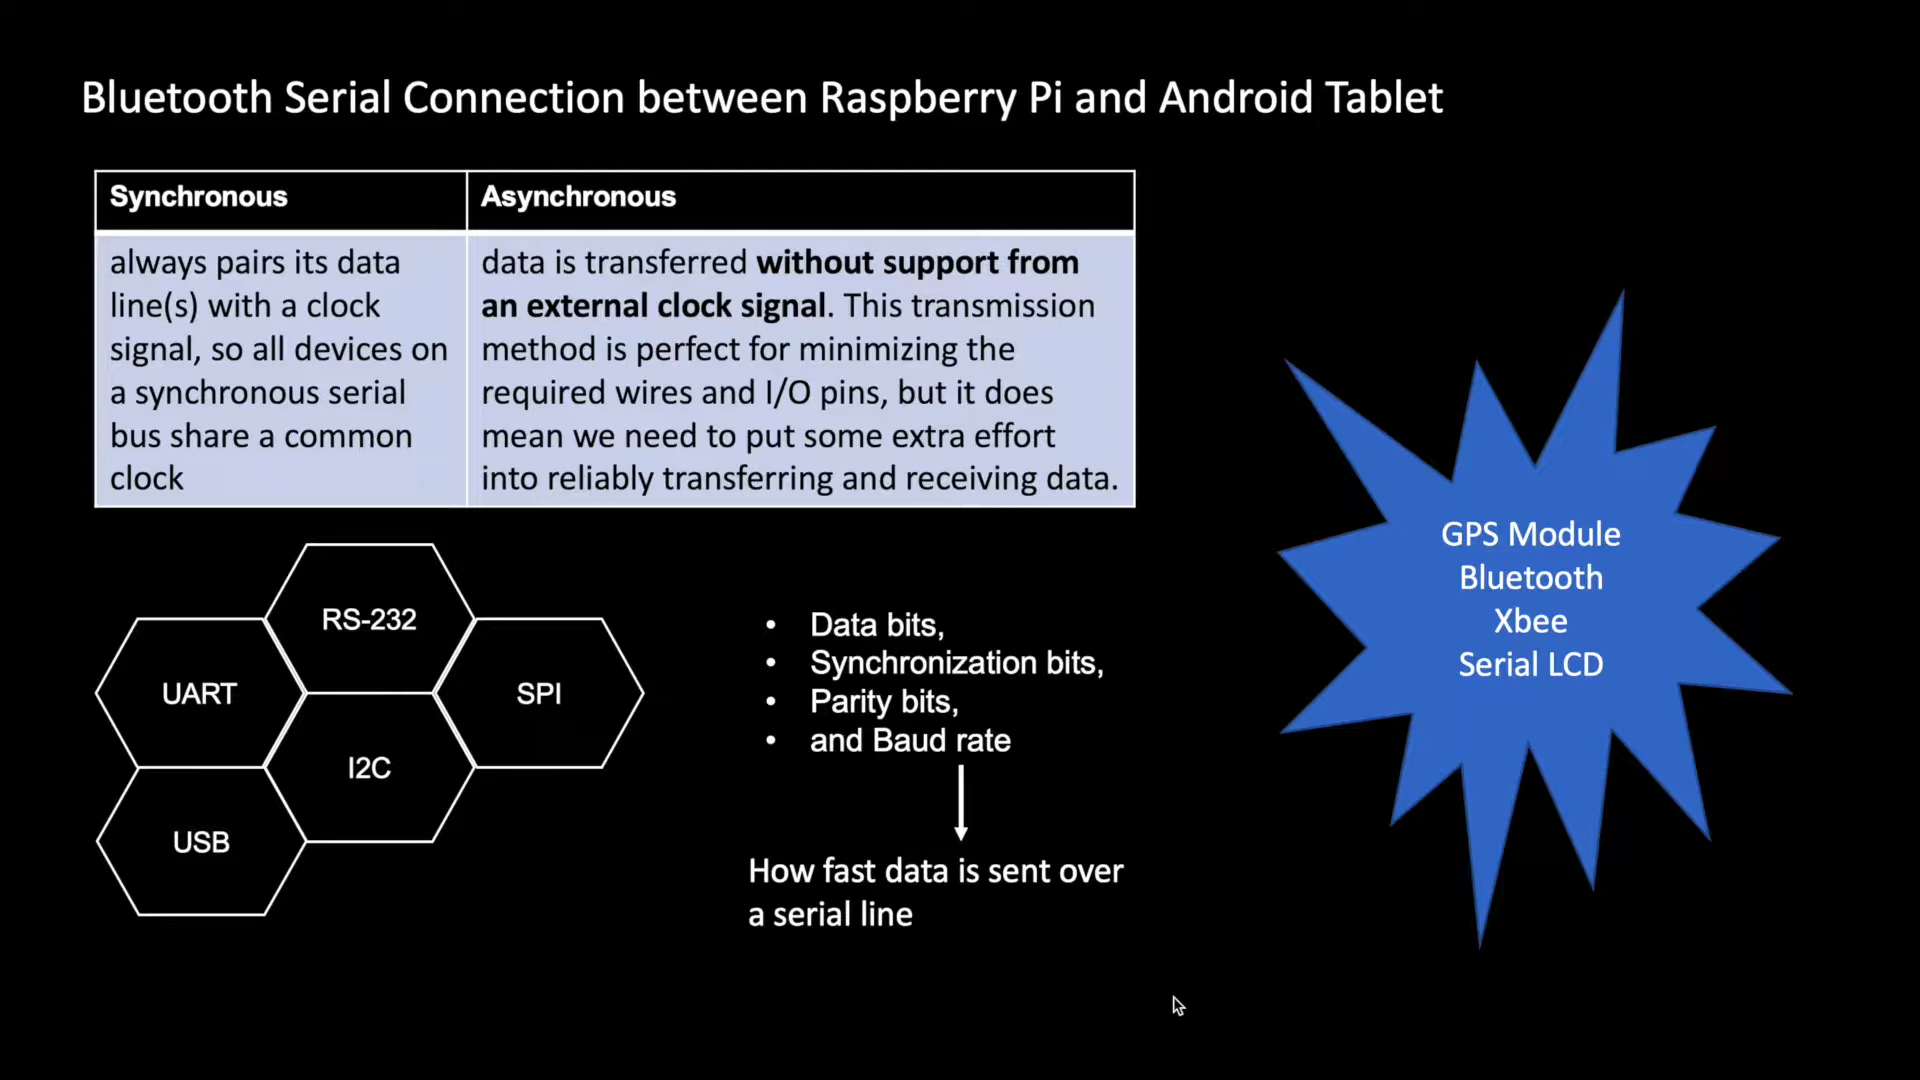 Bluetooth Serial Connection between Raspberry Pi and Android Tablet
Synchronous
Asynchronous
always pairs its data
line(s) with a clock
signal, so all devices on
a synchronous serial
bus share a common
clock
data is transferred without support from
an external clock signal. This transmission
method is perfect for minimizing the
required wires and I/O pins, but it does
mean we need to put some extra effort
into reliably transferring and receiving data.
RS-232
UART
SPI
I2C
USB
• Data bits,
• Synchronization bits,
• Parity bits,
• and Baud rate
How fast data is sent over
a serial line
GPS Module
Bluetooth
Xbee
Serial LCD